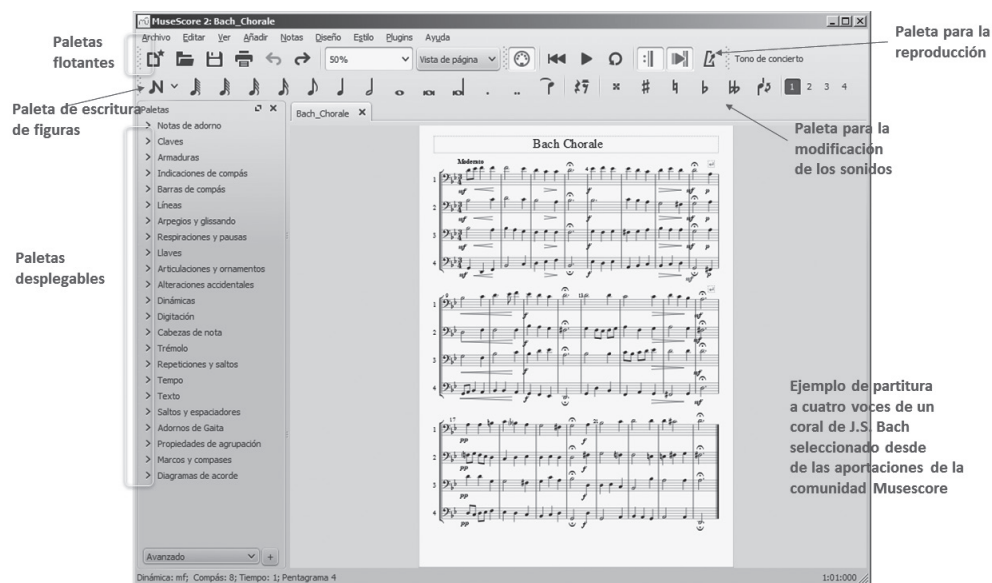 MuseScore 2: Bach_Chorale
Archivo Editar Ver Añadir Notas Diseño Estilo Plugins Ayuda
Paletas
flotantes
50%
Vista de página
Tono de concierto
Paleta para la
reproducción
1 2 3 4
Paleta de escritura
de figuras
Paletas
Bach_Chorale
Paleta para la
modificación
de los sonidos
Notas de adorno
Claves
Armaduras
Indicaciones de compás
Barras de compás
Líneas
Arpegios y glissando
Respiraciones y pausas
Llaves
Articulaciones y ornamentos
Alteraciones accidentales
Dinámicas
Digitación
Cabezas de nota
Trémolo
Repeticiones y saltos
Tempo
Texto
Saltos y espaciadores
Adornos de Gaita
Propiedades de agrupación
Marcos y compases
Diagramas de acorde
Paletas
desplegables
Bach Chorale
Moderato
Ejemplo de partitura
a cuatro voces de un
coral de J.S. Bach
seleccionado desde
de las aportaciones de la
comunidad Musescore
Avanzado
+
Dinámica: mf; Compás: 8; Tiempo: 1; Pentagrama 4
1:01:000